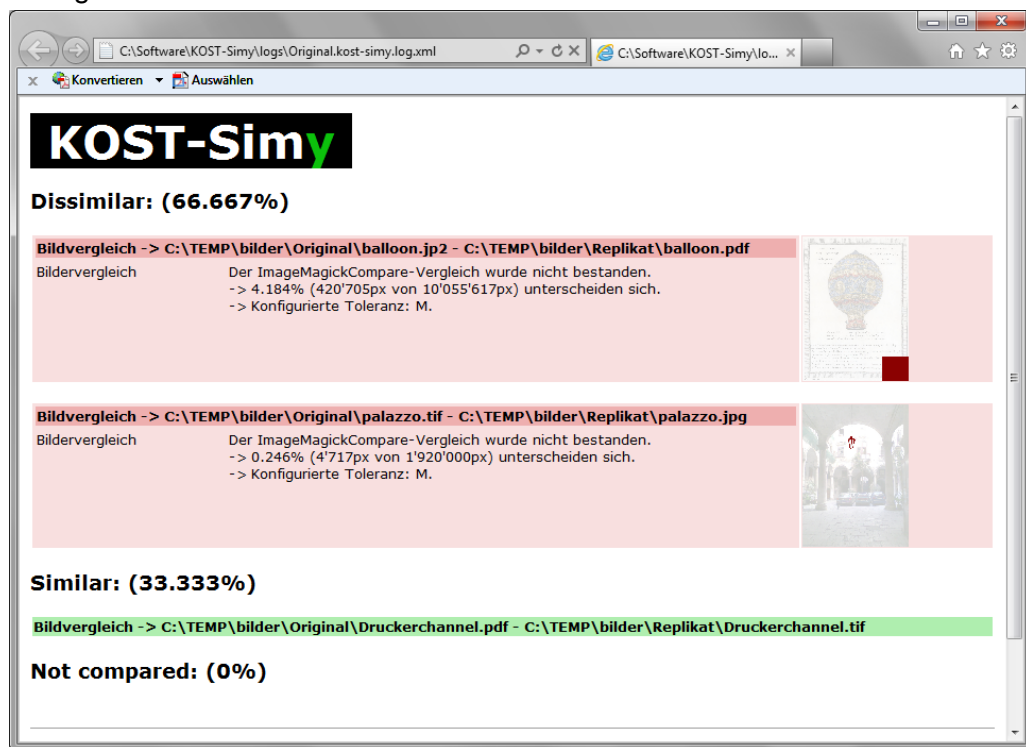 C:\Software\KOST-Simy\logs\Original.kost-simy.log.xml
C:\Software\KOST-Simy\lo...
Konvertieren
Auswählen
KOST-Simy
Dissimilar: (66.667%)
Bildvergleich -> C:\TEMP\bilder\Original\balloon.jp2 - C:\TEMP\bilder\Replikat\balloon.pdf
Bildervergleich Der ImageMagickCompare-Vergleich wurde nicht bestanden.
-> 4.184% (420'705px von 10'055'617px) unterscheiden sich.
-> Konfigurierte Toleranz: M.
Bildvergleich -> C:\TEMP\bilder\Original\palazzo.tif - C:\TEMP\bilder\Replikat\palazzo.jpg
Bildervergleich Der ImageMagickCompare-Vergleich wurde nicht bestanden.
-> 0.246% (4'717px von 1'920'000px) unterscheiden sich.
-> Konfigurierte Toleranz: M.
Similar: (33.333%)
Bildvergleich -> C:\TEMP\bilder\Original\Druckerchannel.pdf - C:\TEMP\bilder\Replikat\Druckerchannel.tif
Not compared: (0%)